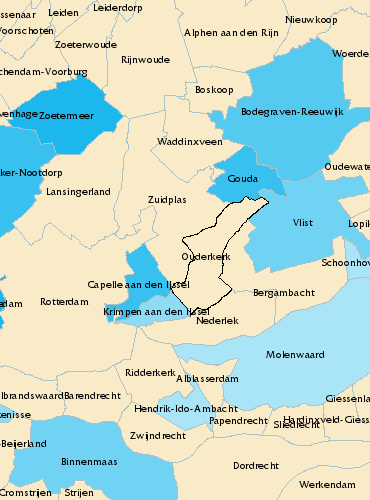 ssenaar
Leiden
Leiderdorp
Nieuwkoop
Voorschoten
Zoeterwoude
Alphen aan den Rijn
Rijnwoude
Woerde
chendam-Voorburg
Boskoop
Bodegraven-Reeuwijk
venhage
Zoetermeer
Waddinxveen
ker-Nootdorp
Oudewate
Gouda
Lansingerland
Zuidplas
Vlist
Lopik
Ouderkerk
Schoonhov
Capelle aan den IJssel
Bergambacht
dam
Rotterdam
Krimpen aan den IJssel
Nederlek
Molenwaard
Ridderkerk
Alblasserdam
lbrandswaard
Barendrecht
Giessenla
Hendrik-Ido-Ambacht
kenisse
Papendrecht
Sliedrecht
Hardinxveld-Giess
Zwijndrecht
-Beijerland
Binnenmaas
Dordrecht
Werkendam
Cromstrijen
Strijen